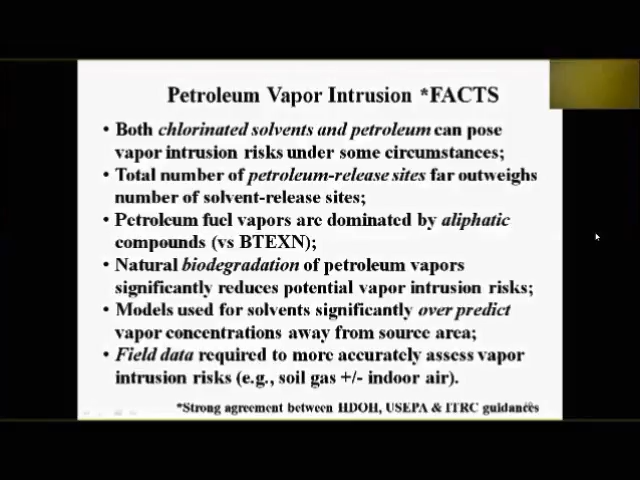 Petroleum Vapor Intrusion *FACTS
• Both chlorinated solvents and petroleum can pose
vapor intrusion risks under some circumstances;
• Total number of petroleum-release sites far outweighs
number of solvent-release sites;
• Petroleum fuel vapors are dominated by aliphatic
compounds (vs BTEXN);
• Natural biodegradation of petroleum vapors
significantly reduces potential vapor intrusion risks;
• Models used for solvents significantly over predict
vapor concentrations away from source area;
• Field data required to more accurately assess vapor
intrusion risks (e.g., soil gas +/- indoor air).
*Strong agreement between HDOH, USEPA & ITRC guidances